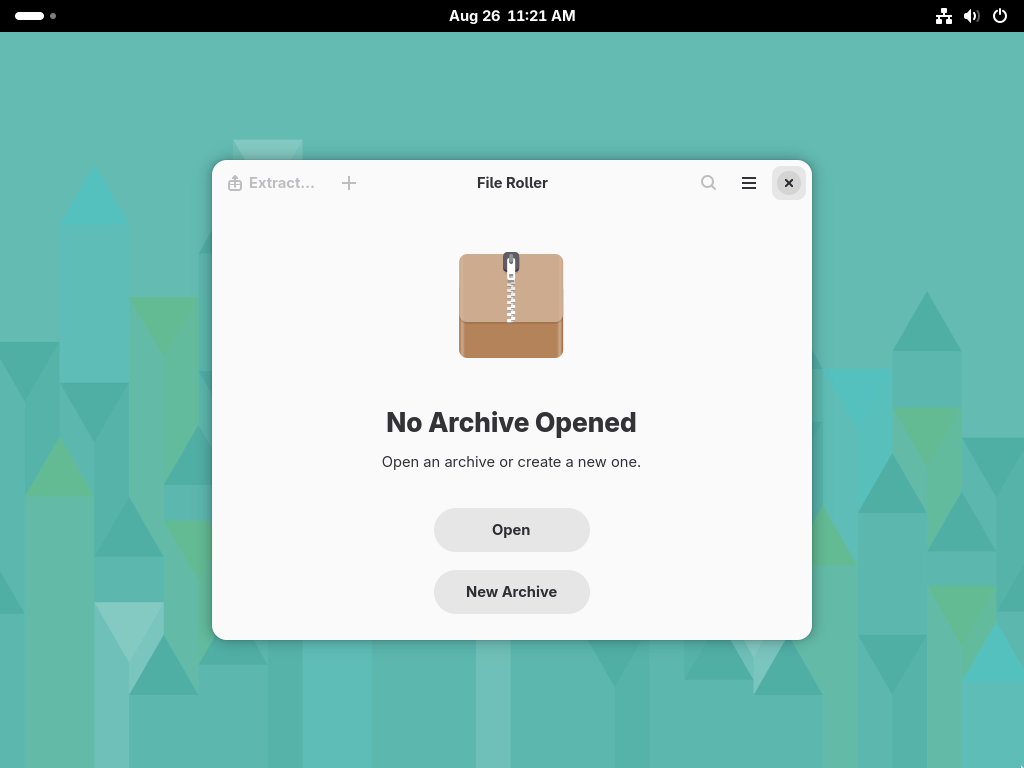 Aug 26 11:21 AM
Extract…
File Roller
No Archive Opened
Open an archive or create a new one.
Open
New Archive